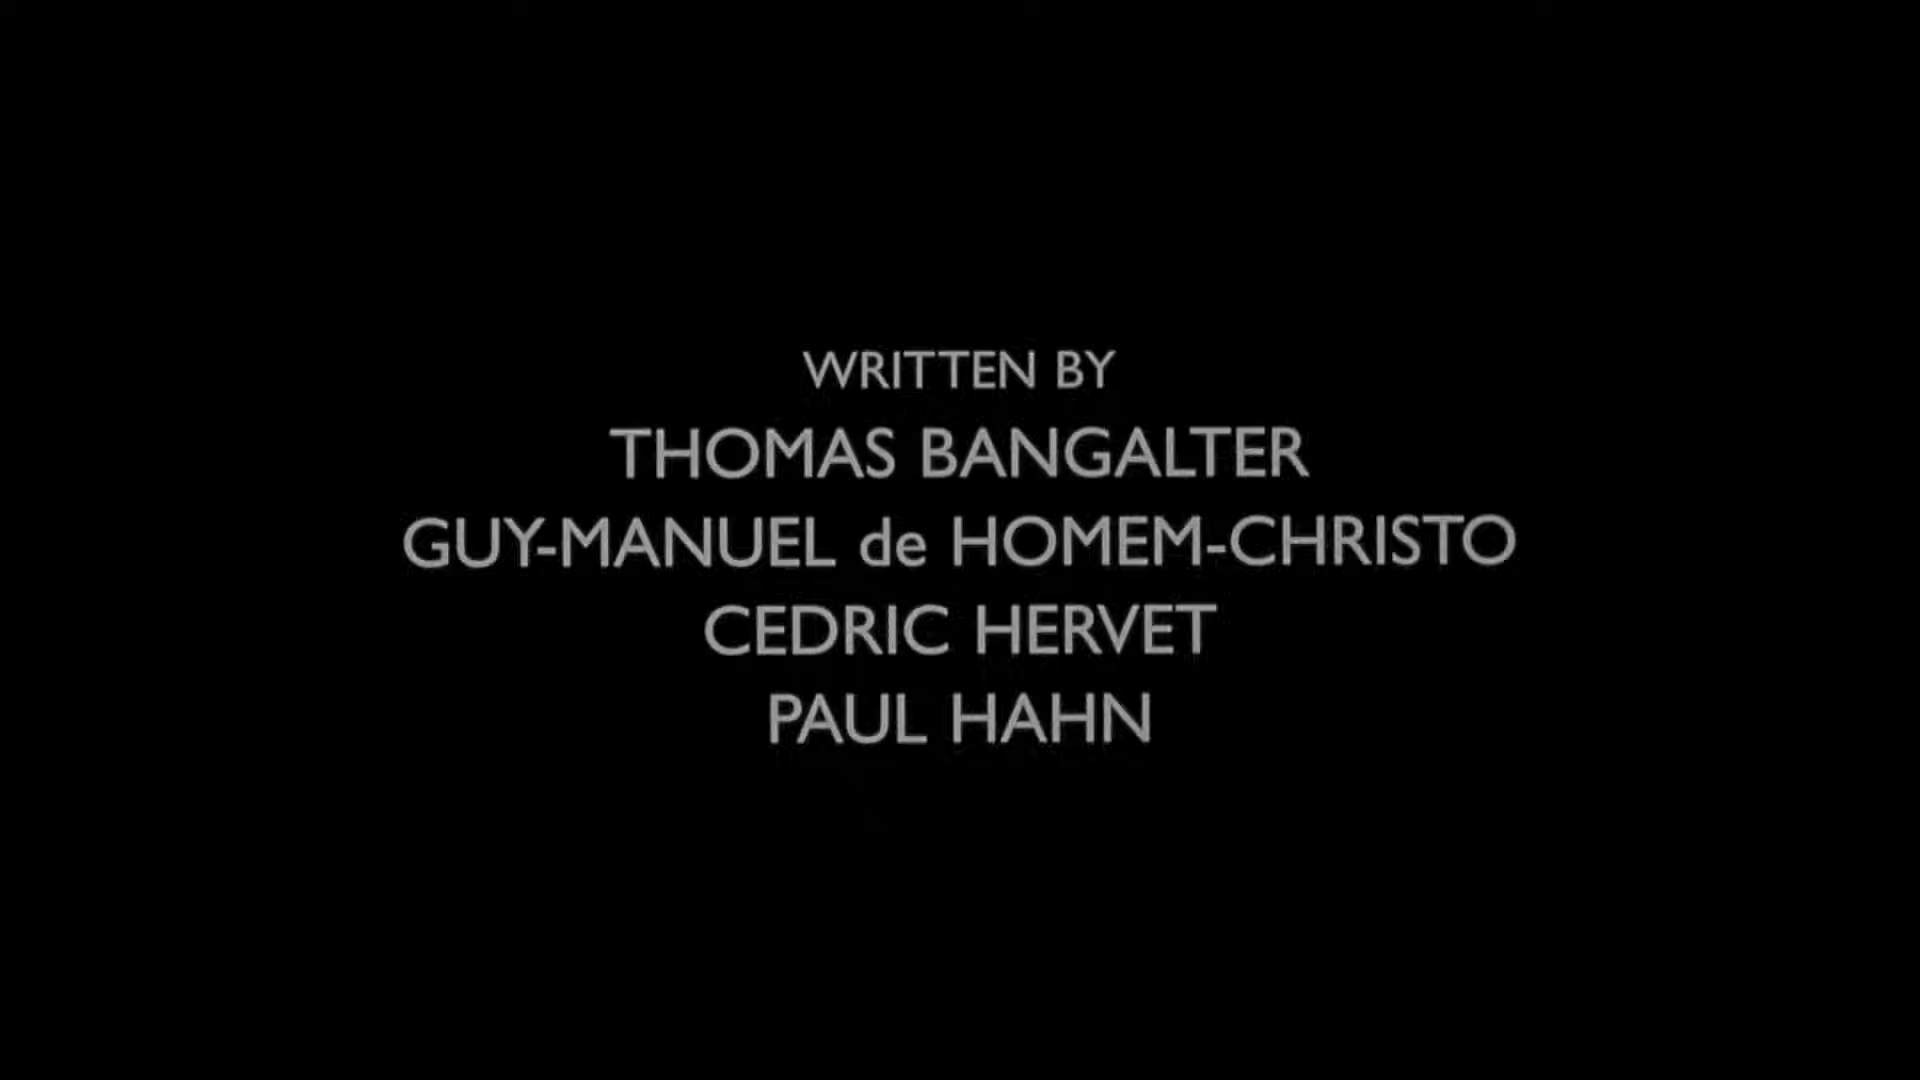 WRITTEN BY
THOMAS BANGALTER
GUY-MANUEL de HOMEM-CHRISTO
CEDRIC HERVET
PAUL HAHN